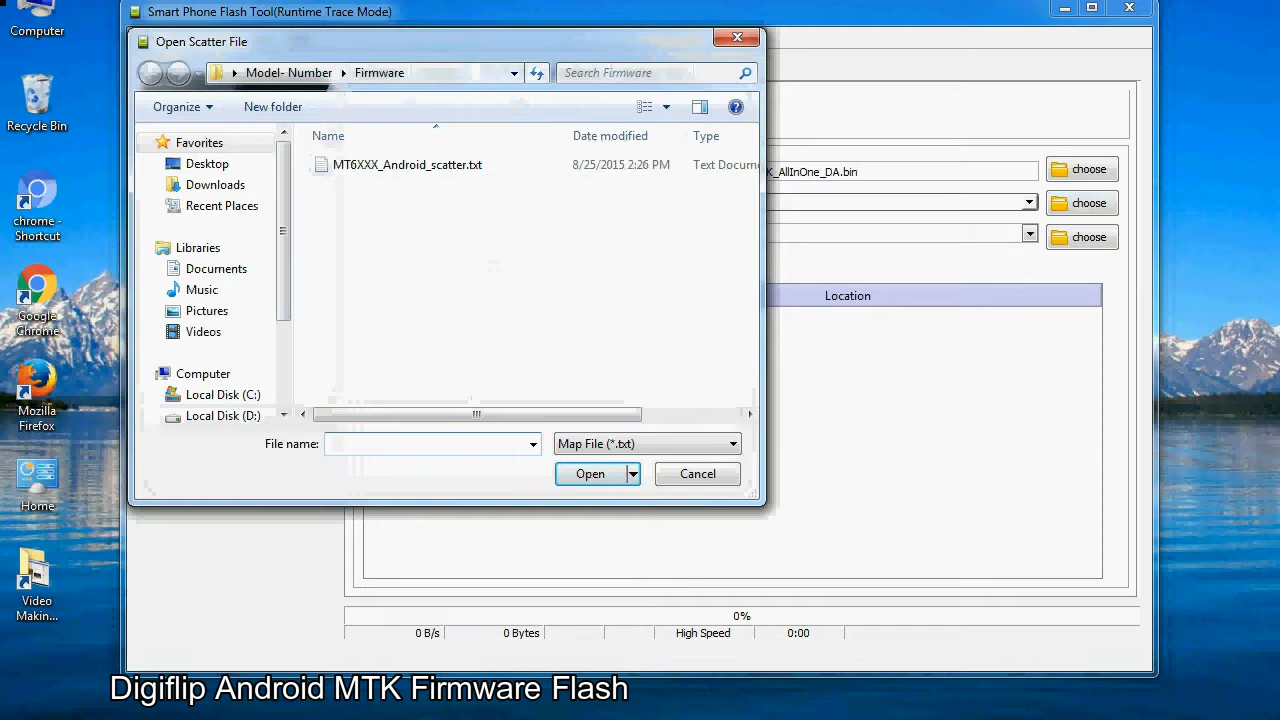 Computer
Recycle Bin
chrome -
Shortcut
Google
Chrome
Mozilla
Firefox
Home
Video
Makin...
Smart Phone Flash Tool(Runtime Trace Mode)
Open Scatter File
Model- Number
Firmware
Search Firmware
Organize
New folder
Name
Date modified
Type
MT6XXX_Android_scatter.txt
8/25/2015 2:26 PM
Text Docum
Favorites
Desktop
Downloads
Recent Places
Libraries
Documents
Music
Pictures
Videos
Computer
Local Disk (C:)
Local Disk (D:)
File name:
Map File (*.txt)
Open
Cancel
K_AllInOne_DA.bin
choose
choose
choose
Location
0%
0 B/s
0 Bytes
High Speed
0:00
Digiflip Android MTK Firmware Flash